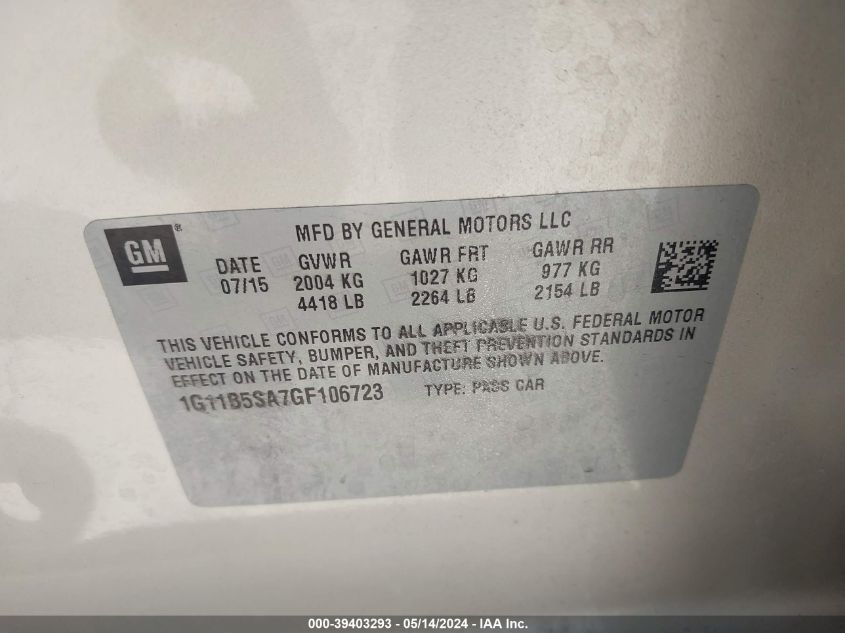 GM ®
MFD BY GENERAL MOTORS LLC
DATE GVWR GAWR FRT GAWR RR
07/15 2004 KG 1027 KG 977 KG
4418 LB 2264 LB 2154 LB
THIS VEHICLE CONFORMS TO ALL APPLICABLE U.S. FEDERAL MOTOR
VEHICLE SAFETY, BUMPER, AND THEFT PREVENTION STANDARDS IN
EFFECT ON THE DATE OF MANUFACTURE SHOWN ABOVE.
1G11B5SA7GF106723 TYPE: PASS CAR
000-39403293 - 05/14/2024 - IAA Inc.